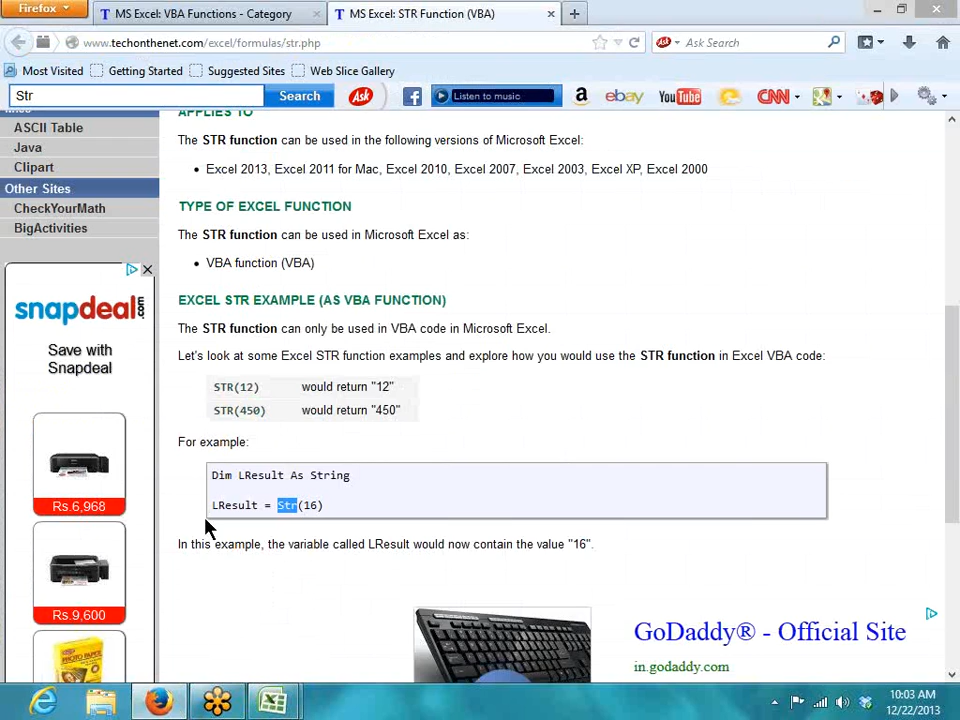 Firefox
MS Excel: VBA Functions - Category
MS Excel: STR Function (VBA)
www.techonthenet.com/excel/formulas/str.php
Ask Search
Most Visited
Getting Started
Suggested Sites
Web Slice Gallery
Str
Search
Ask
Listen to music
ebay
YouTube
CNN
ASCII Table
Java
Clipart
Other Sites
CheckYourMath
BigActivities
snapdeal.com
Save with
Snapdeal
Rs.6,968
Rs.9,600
PHOTO PAPER
APPLIES TO
The STR function can be used in the following versions of Microsoft Excel:
• Excel 2013, Excel 2011 for Mac, Excel 2010, Excel 2007, Excel 2003, Excel XP, Excel 2000
TYPE OF EXCEL FUNCTION
The STR function can be used in Microsoft Excel as:
• VBA function (VBA)
EXCEL STR EXAMPLE (AS VBA FUNCTION)
The STR function can only be used in VBA code in Microsoft Excel.
Let's look at some Excel STR function examples and explore how you would use the STR function in Excel VBA code:
STR(12) would return "12"
STR(450) would return "450"
For example:
Dim LResult As String
LResult = Str(16)
In this example, the variable called LResult would now contain the value "16".
GoDaddy® - Official Site
in.godaddy.com
10:03 AM
12/22/2013